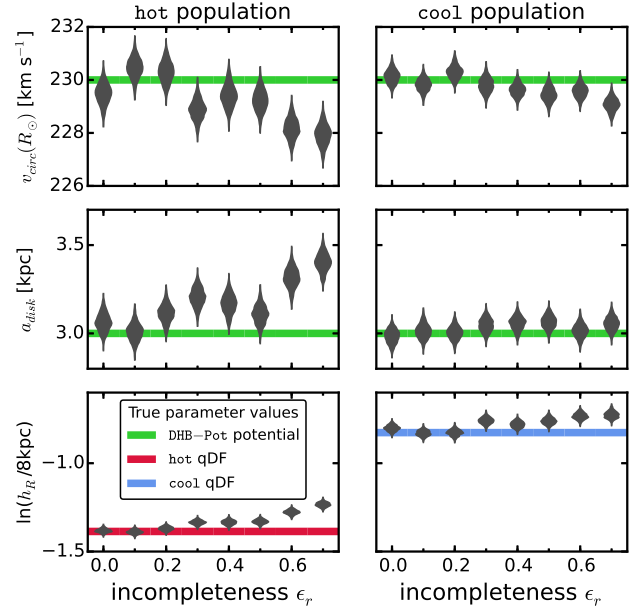 hot population
cool population
232
230
228
226
v_circ(R_⊙) [km s⁻¹]
3.5
3.0
a_disk [kpc]
−1.0
−1.5
ln(h_R/8kpc)
True parameter values
DHB−Pot potential
hot qDF
cool qDF
0.0 0.2 0.4 0.6
0.0 0.2 0.4 0.6
incompleteness ϵ_r
incompleteness ϵ_r